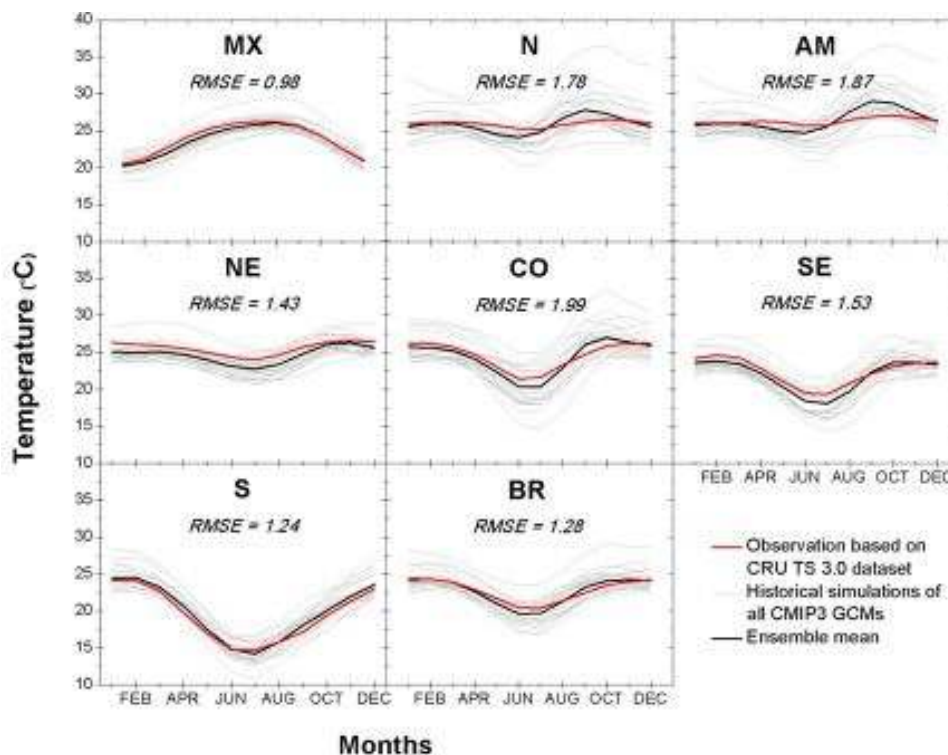 40
35
30
25
20
15
10
MX
RMSE = 0.98
N
RMSE = 1.78
AM
RMSE = 1.87
35
30
25
20
15
10
NE
RMSE = 1.43
CO
RMSE = 1.99
SE
RMSE = 1.53
FEB APR JUN AUG OCT DEC
35
30
25
20
15
10
S
RMSE = 1.24
BR
RMSE = 1.28
FEB APR JUN AUG OCT DEC
FEB APR JUN AUG OCT DEC
Temperature (°C)
Months
Observation based on
CRU TS 3.0 dataset
Historical simulations of
all CMIP3 GCMs
Ensemble mean